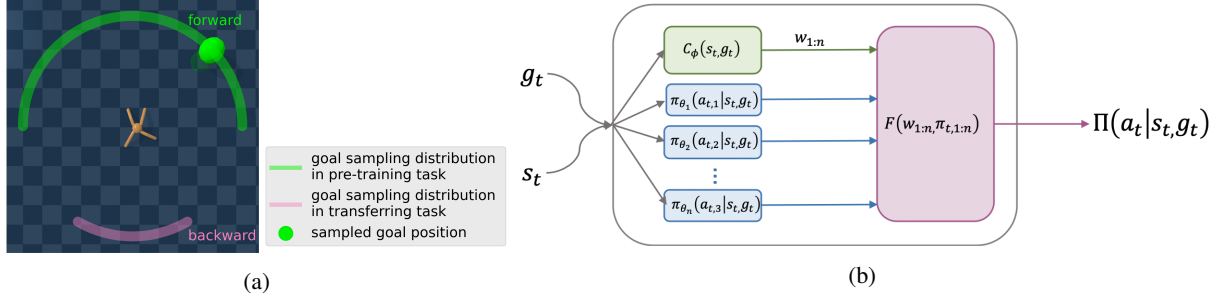 forward
backward
goal sampling distribution
in pre-training task
goal sampling distribution
in transferring task
sampled goal position
(a)
g_t
s_t
C_ϕ(s_t,g_t)
w_{1:n}
π_{θ_1}(a_{t,1}|s_t,g_t)
π_{θ_2}(a_{t,2}|s_t,g_t)
⋮
π_{θ_n}(a_{t,3}|s_t,g_t)
F(w_{1:n},π_{t,1:n})
Π(a_t|s_t,g_t)
(b)